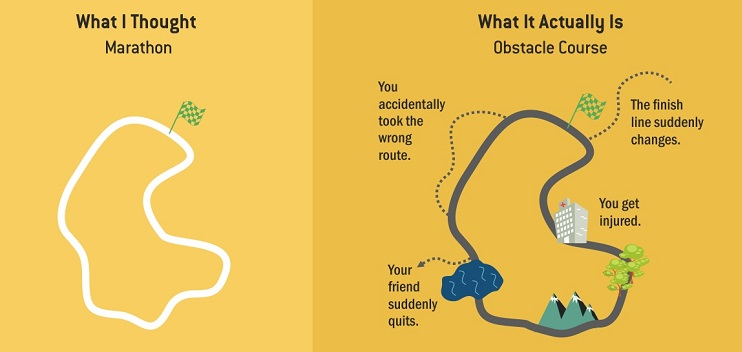 What I Thought
Marathon
What It Actually Is
Obstacle Course
You
accidentally
took the
wrong
route.
The finish
line suddenly
changes.
You get
injured.
Your
friend
suddenly
quits.